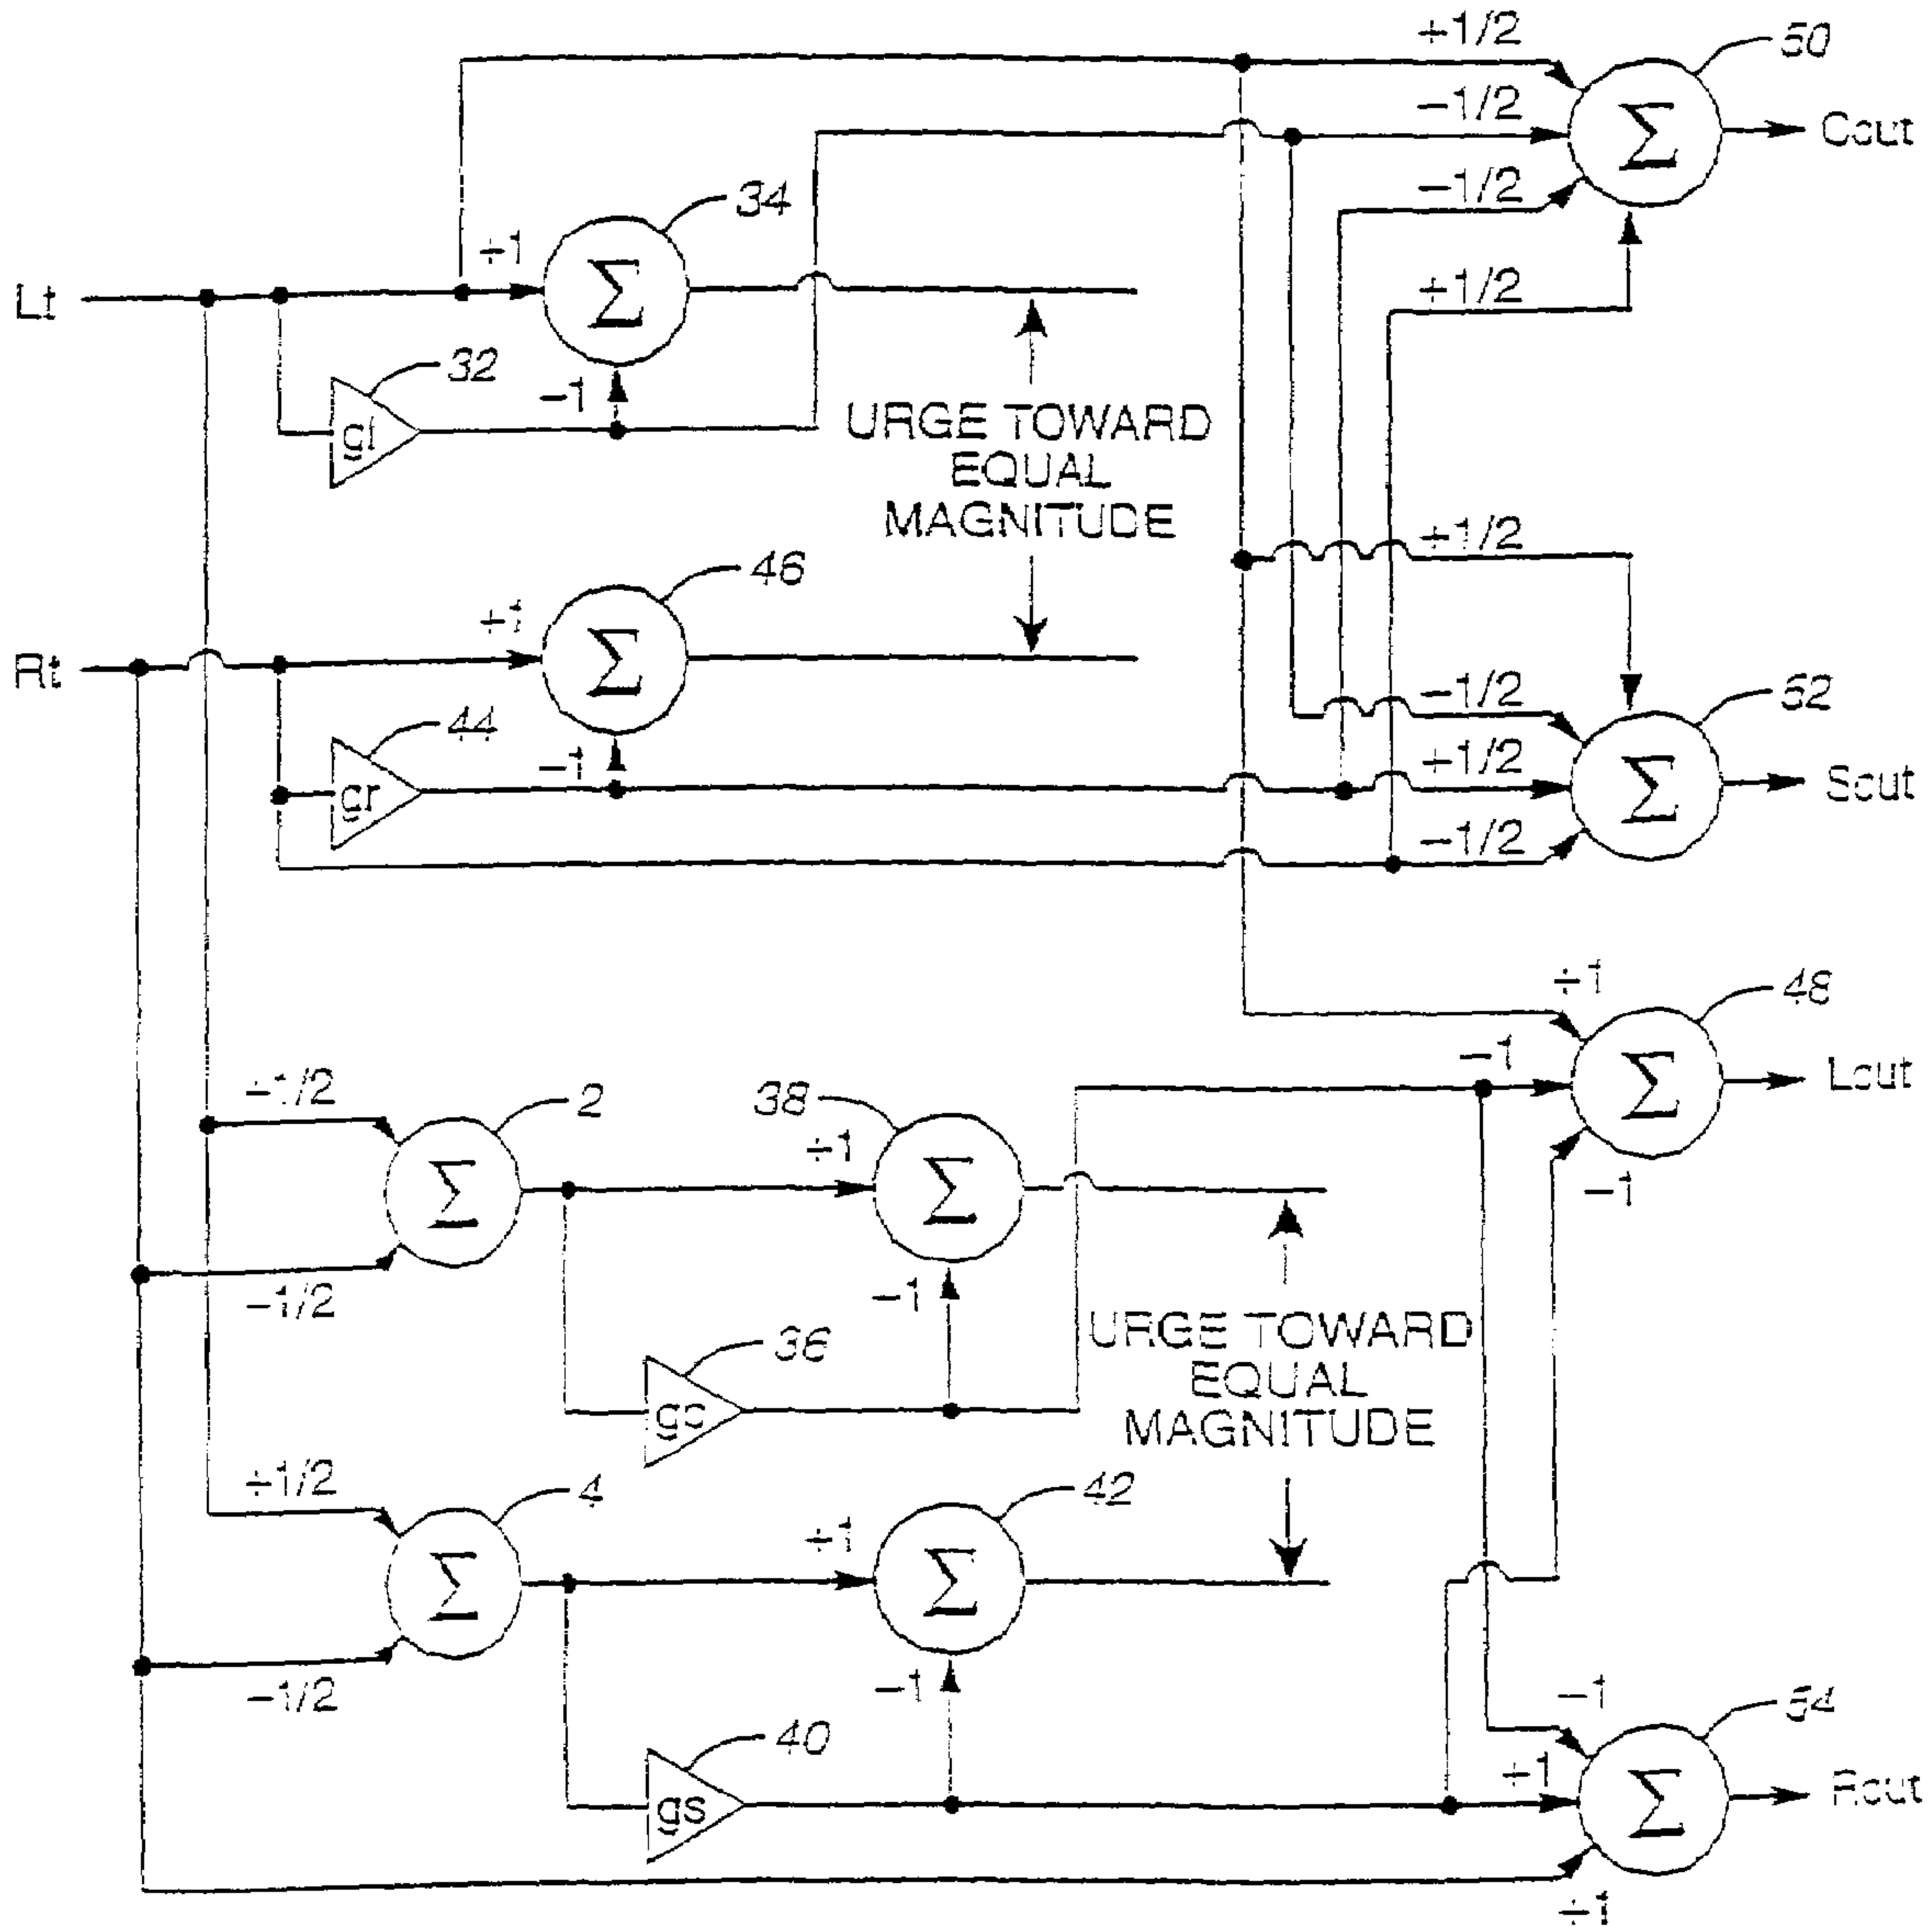 +1/2
50
-1/2
Cout
-1/2
34
+1
Σ
Σ
+1/2
Lt
32
-1
gl
URGE TOWARD
EQUAL
MAGNITUDE
+1/2
46
+1
Σ
Rt
-1/2
52
44
-1
gr
+1/2
Σ
Sout
-1/2
+1
48
-1
Σ
Lout
+1/2
2
38
+1
-1
Σ
Σ
-1/2
-1
36
gc
URGE TOWARD
EQUAL
MAGNITUDE
+1/2
4
42
+1
Σ
Σ
-1/2
-1
-1
54
40
gs
+1
Σ
Rout
+1